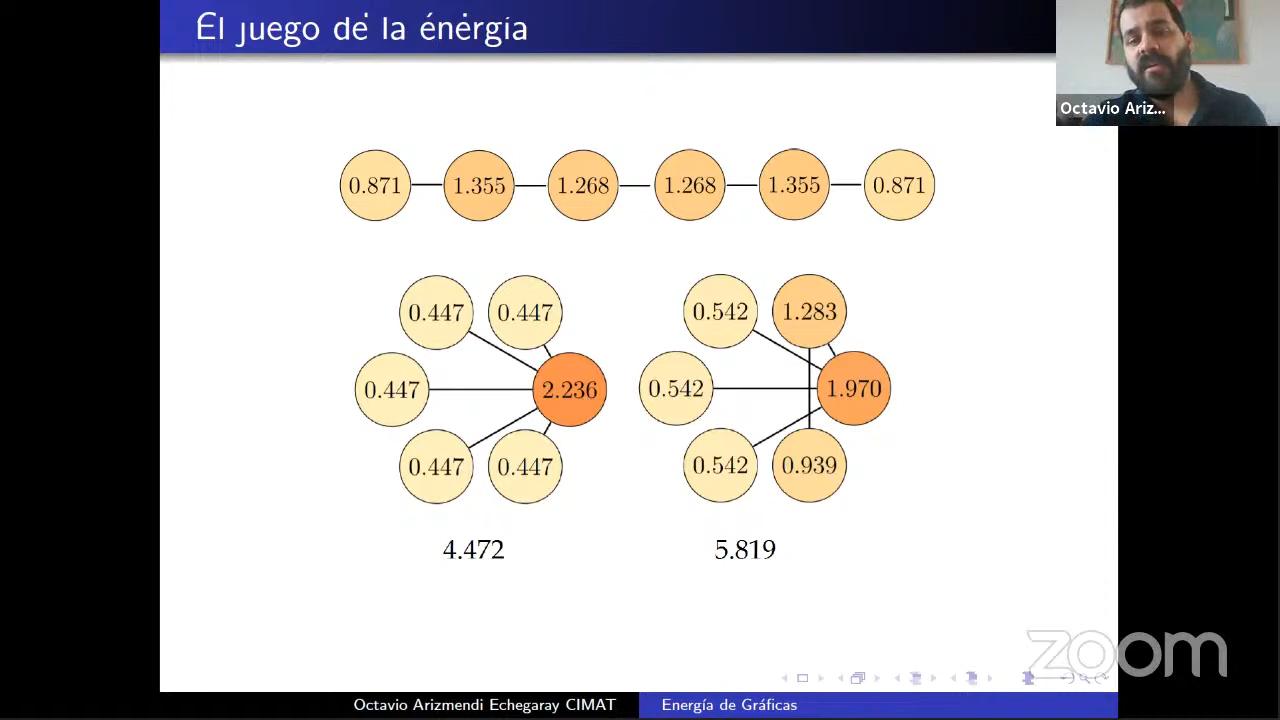 El juego de la énergía
Octavio Ariz...
0.871 1.355 1.268 1.268 1.355 0.871
0.447 0.447
0.447 2.236
0.447 0.447
4.472
0.542 1.283
0.542 1.970
0.542 0.939
5.819
zoom
Octavio Arizmendi Echegaray CIMAT
Energía de Gráficas